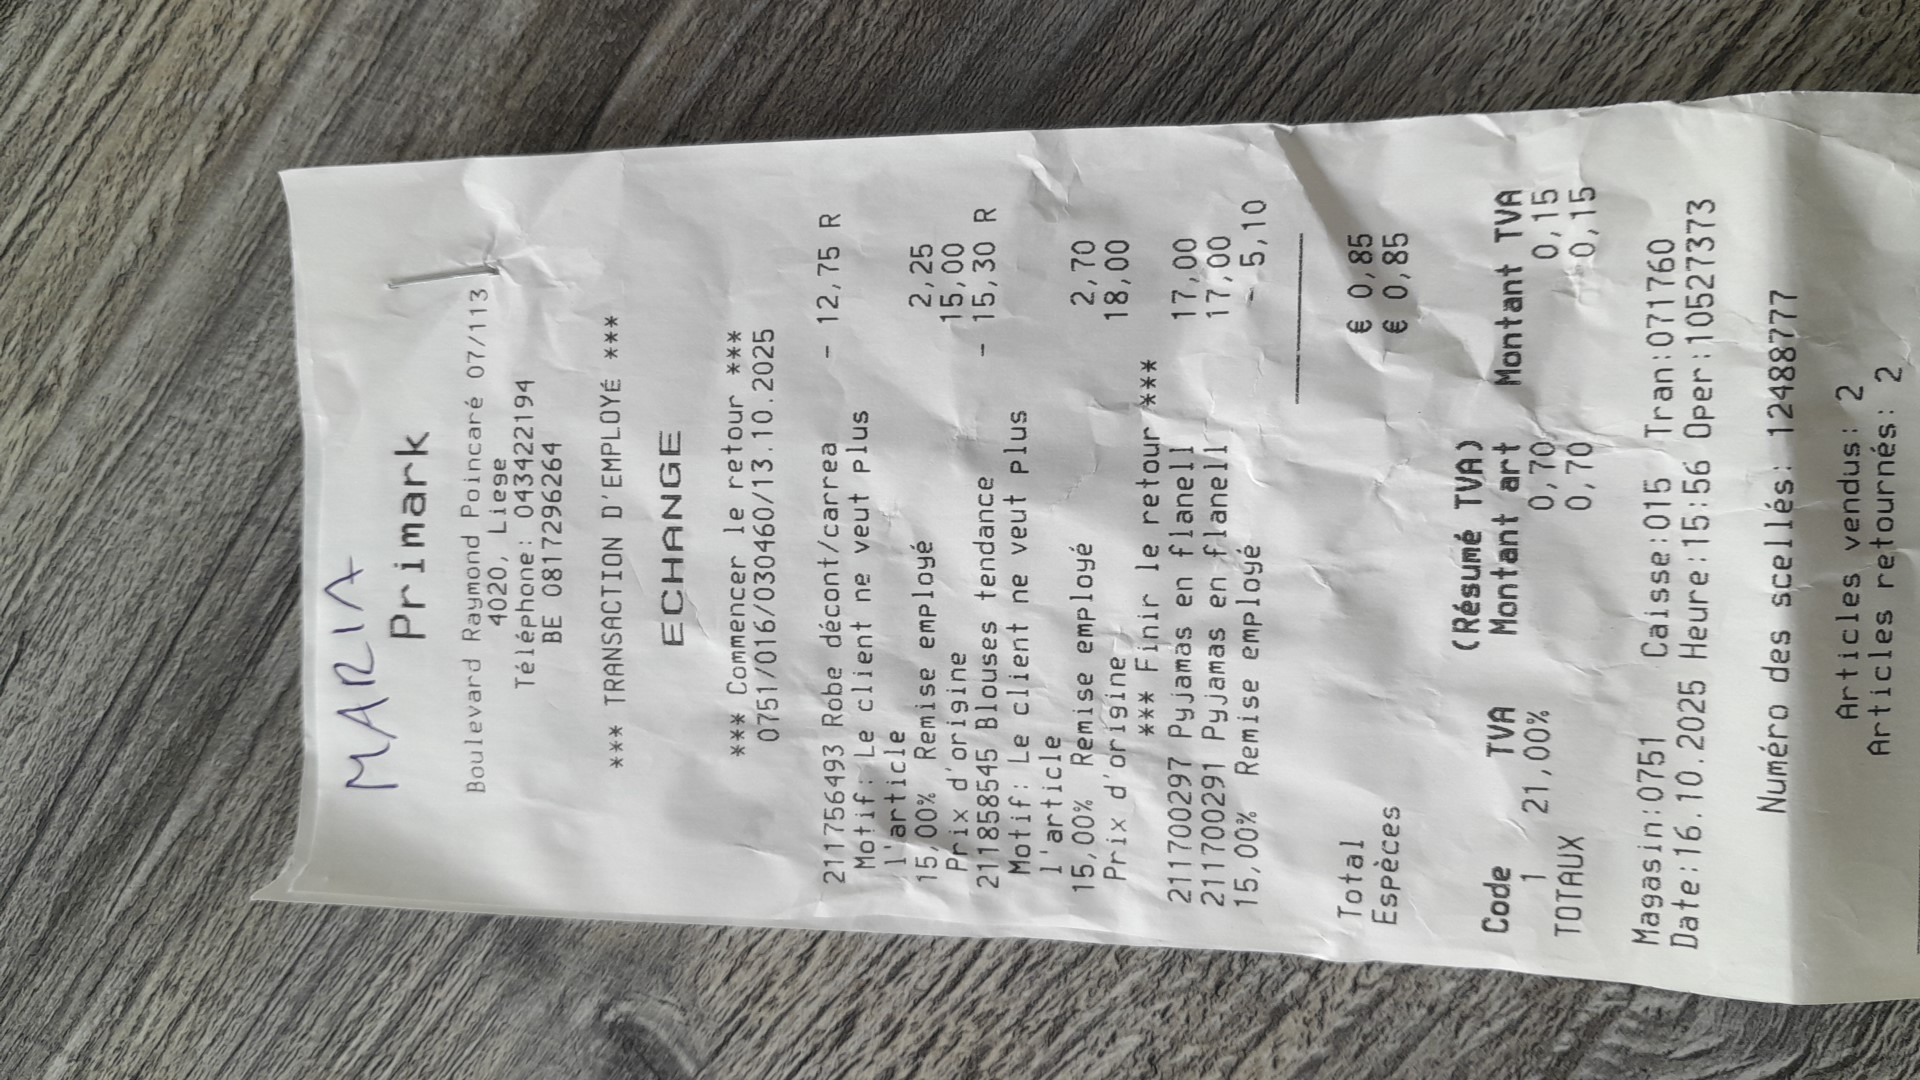 MARIA
Primark
Boulevard Raymond Poincaré 07/113
4020, Liege
Téléphone: 043422194
BE 0817296264
*** TRANSACTION D'EMPLOYÉ ***
ECHANGE
*** Commencer le retour ***
0751/016/030460/13.10.2025
211756493 Robe décont/carrea - 12,75 R
Motif: Le client ne veut plus
l'article
15,00% Remise employé 2,25
Prix d'origine 15,00
211858545 Blouses tendance - 15,30 R
Motif: Le client ne veut plus
l'article
15,00% Remise employé 2,70
Prix d'origine 18,00
*** Finir le retour ***
211700297 Pyjamas en flanell 17,00
211700291 Pyjamas en flanell 17,00
15,00% Remise employé - 5,10
Total € 0,85
Espèces € 0,85
(Résumé TVA)
Code TVA Montant art Montant TVA
1 21,00% 0,70 0,15
TOTAUX 0,70 0,15
Magasin:0751 Caisse:015 Tran:071760
Date:16.10.2025 Heure:15:56 Oper:10527373
Numéro des scellés: 12488777
Articles vendus: 2
Articles retournés: 2